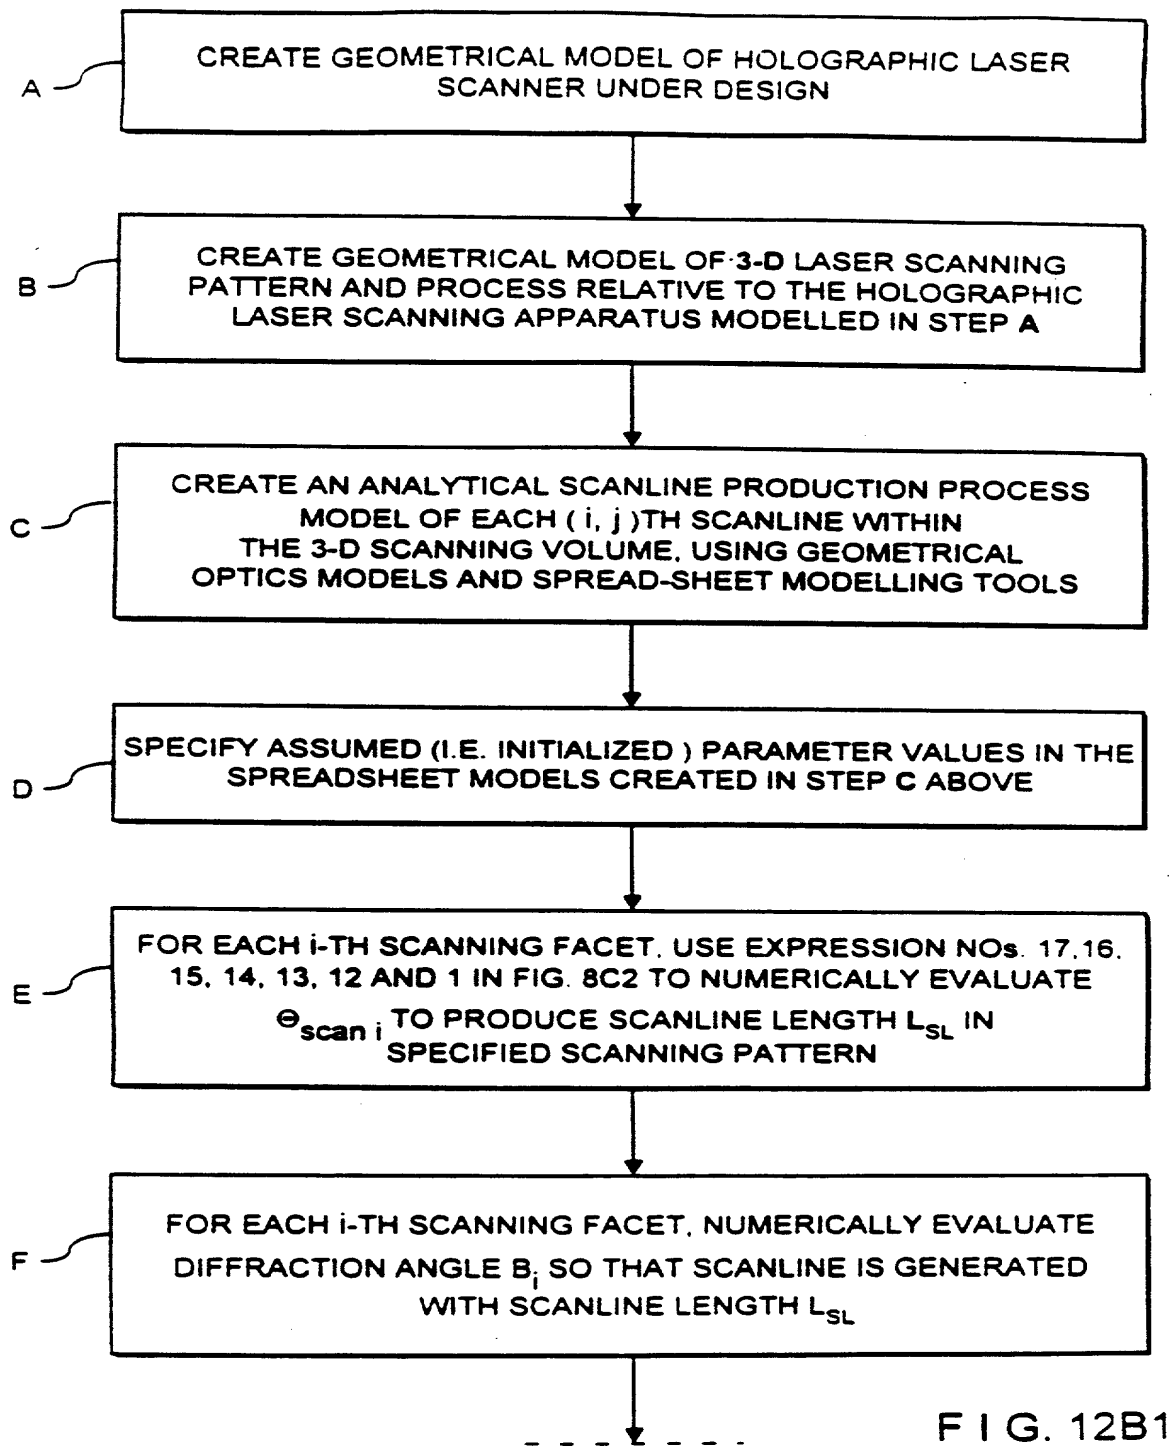 A
CREATE GEOMETRICAL MODEL OF HOLOGRAPHIC LASER
SCANNER UNDER DESIGN
B
CREATE GEOMETRICAL MODEL OF 3-D LASER SCANNING
PATTERN AND PROCESS RELATIVE TO THE HOLOGRAPHIC
LASER SCANNING APPARATUS MODELLED IN STEP A
C
CREATE AN ANALYTICAL SCANLINE PRODUCTION PROCESS
MODEL OF EACH ( i, j )TH SCANLINE WITHIN
THE 3-D SCANNING VOLUME, USING GEOMETRICAL
OPTICS MODELS AND SPREAD-SHEET MODELLING TOOLS
D
SPECIFY ASSUMED (I.E. INITIALIZED ) PARAMETER VALUES IN THE
SPREADSHEET MODELS CREATED IN STEP C ABOVE
E
FOR EACH i-TH SCANNING FACET, USE EXPRESSION NOs. 17,16,
15, 14, 13, 12 AND 1 IN FIG. 8C2 TO NUMERICALLY EVALUATE
Θscan i TO PRODUCE SCANLINE LENGTH LSL IN
SPECIFIED SCANNING PATTERN
F
FOR EACH i-TH SCANNING FACET, NUMERICALLY EVALUATE
DIFFRACTION ANGLE Bi SO THAT SCANLINE IS GENERATED
WITH SCANLINE LENGTH LSL
F I G. 12B1